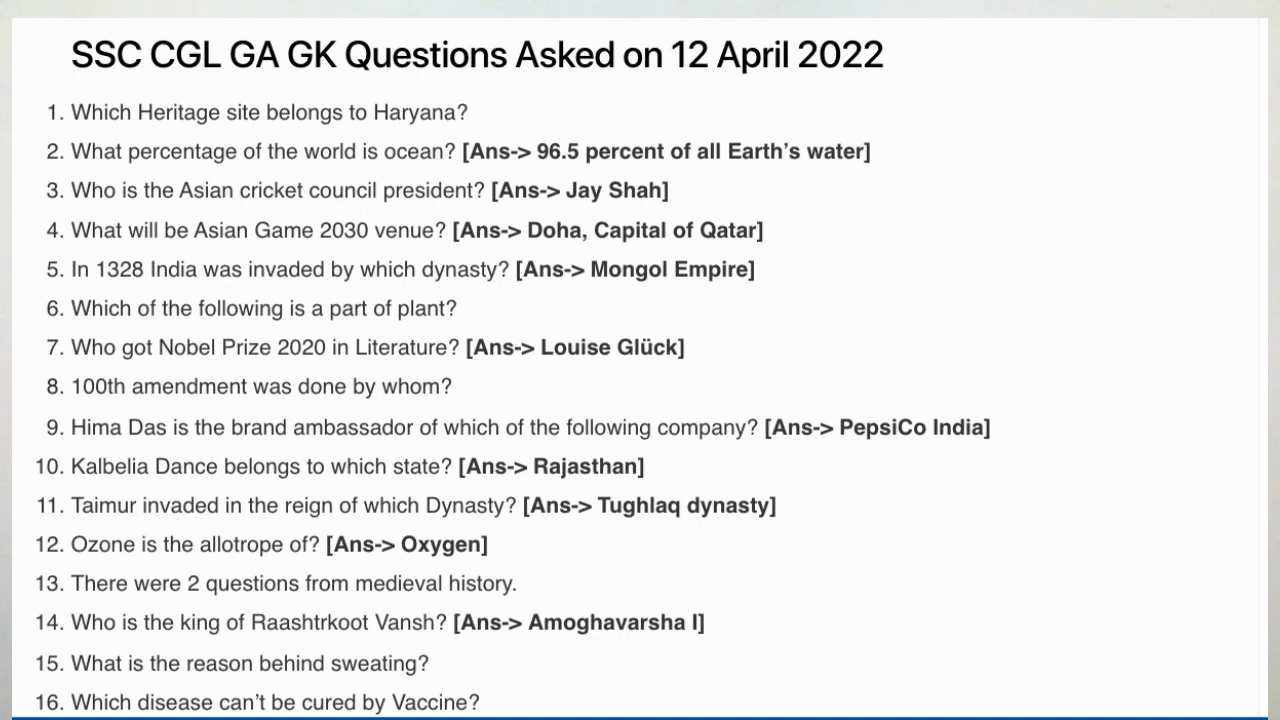 SSC CGL GA GK Questions Asked on 12 April 2022
1. Which Heritage site belongs to Haryana?
2. What percentage of the world is ocean? [Ans-> 96.5 percent of all Earth’s water]
3. Who is the Asian cricket council president? [Ans-> Jay Shah]
4. What will be Asian Game 2030 venue? [Ans-> Doha, Capital of Qatar]
5. In 1328 India was invaded by which dynasty? [Ans-> Mongol Empire]
6. Which of the following is a part of plant?
7. Who got Nobel Prize 2020 in Literature? [Ans-> Louise Glück]
8. 100th amendment was done by whom?
9. Hima Das is the brand ambassador of which of the following company? [Ans-> PepsiCo India]
10. Kalbelia Dance belongs to which state? [Ans-> Rajasthan]
11. Taimur invaded in the reign of which Dynasty? [Ans-> Tughlaq dynasty]
12. Ozone is the allotrope of? [Ans-> Oxygen]
13. There were 2 questions from medieval history.
14. Who is the king of Raashtrkoot Vansh? [Ans-> Amoghavarsha I]
15. What is the reason behind sweating?
16. Which disease can’t be cured by Vaccine?